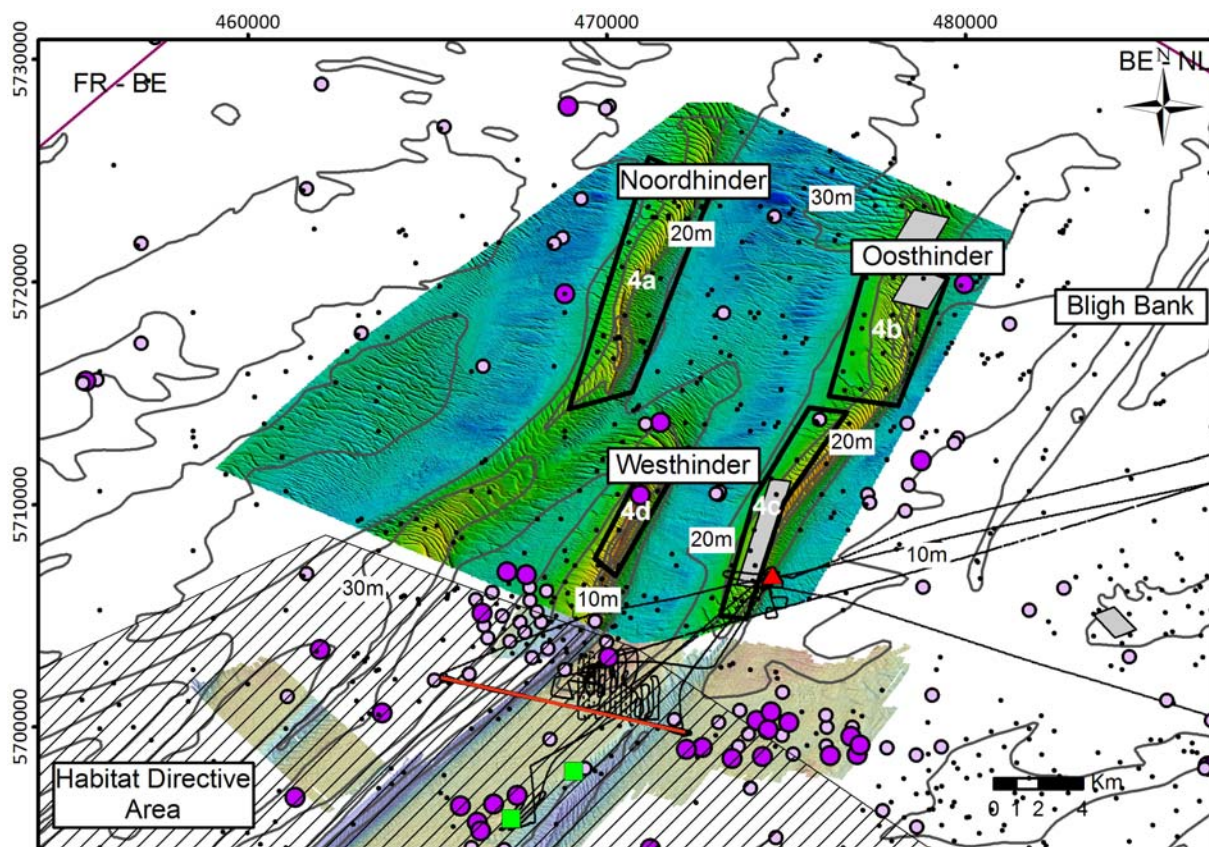 460000
470000
480000
5730000
FR - BE
BE - NL
N
Noordhinder
30m
20m
Oosthinder
5720000
4a
Bligh Bank
4b
20m
Westhinder
5710000
4d
4c
20m
10m
30m
10m
5700000
Habitat Directive
Area
Km
0 1 2 4